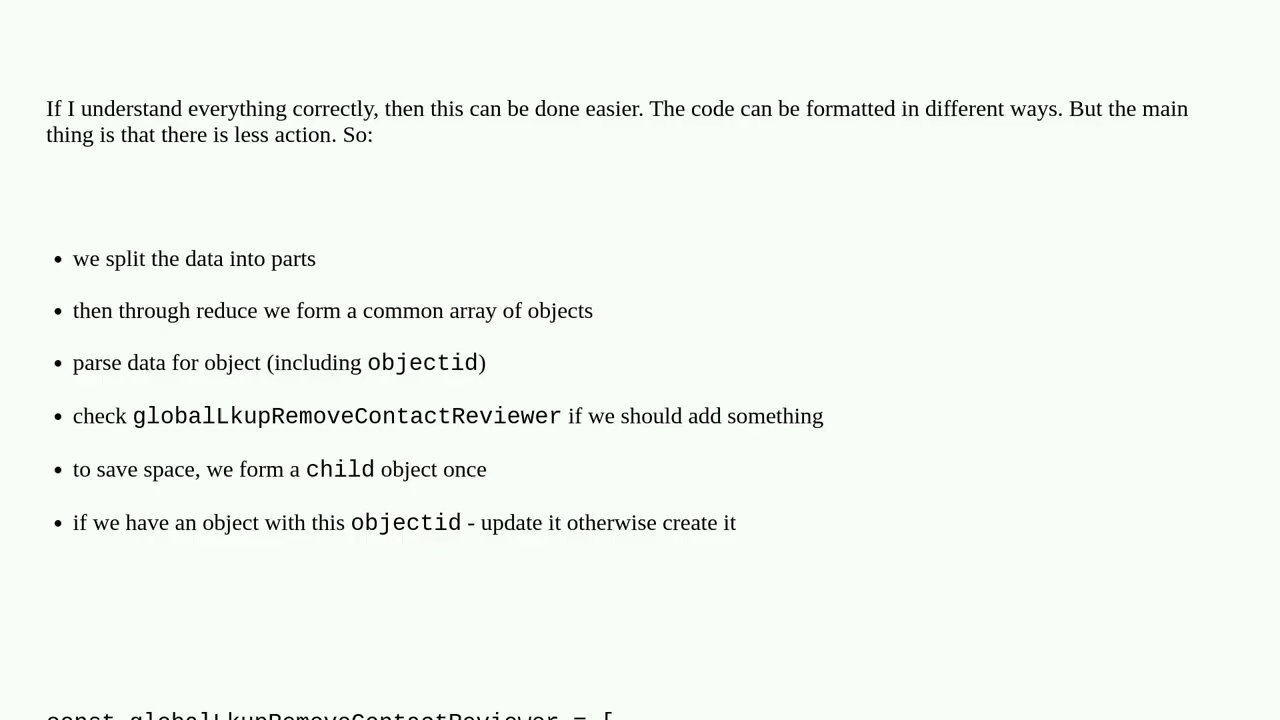 If I understand everything correctly, then this can be done easier. The code can be formatted in different ways. But the main
thing is that there is less action. So:
• we split the data into parts
• then through reduce we form a common array of objects
• parse data for object (including objectid)
• check globalLkupRemoveContactReviewer if we should add something
• to save space, we form a child object once
• if we have an object with this objectid - update it otherwise create it
const globalLkupRemoveContactReviewer = [